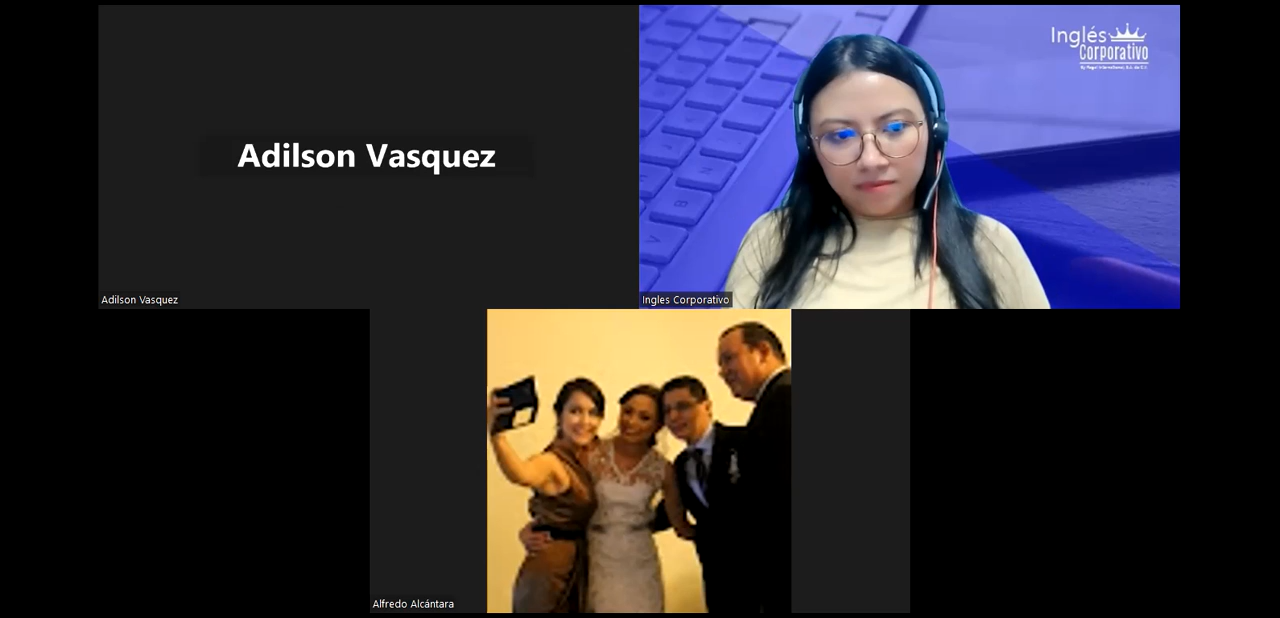 Adilson Vasquez
Adilson Vasquez
Inglés
Corporativo
Ingles Corporativo
Alfredo Alcántara